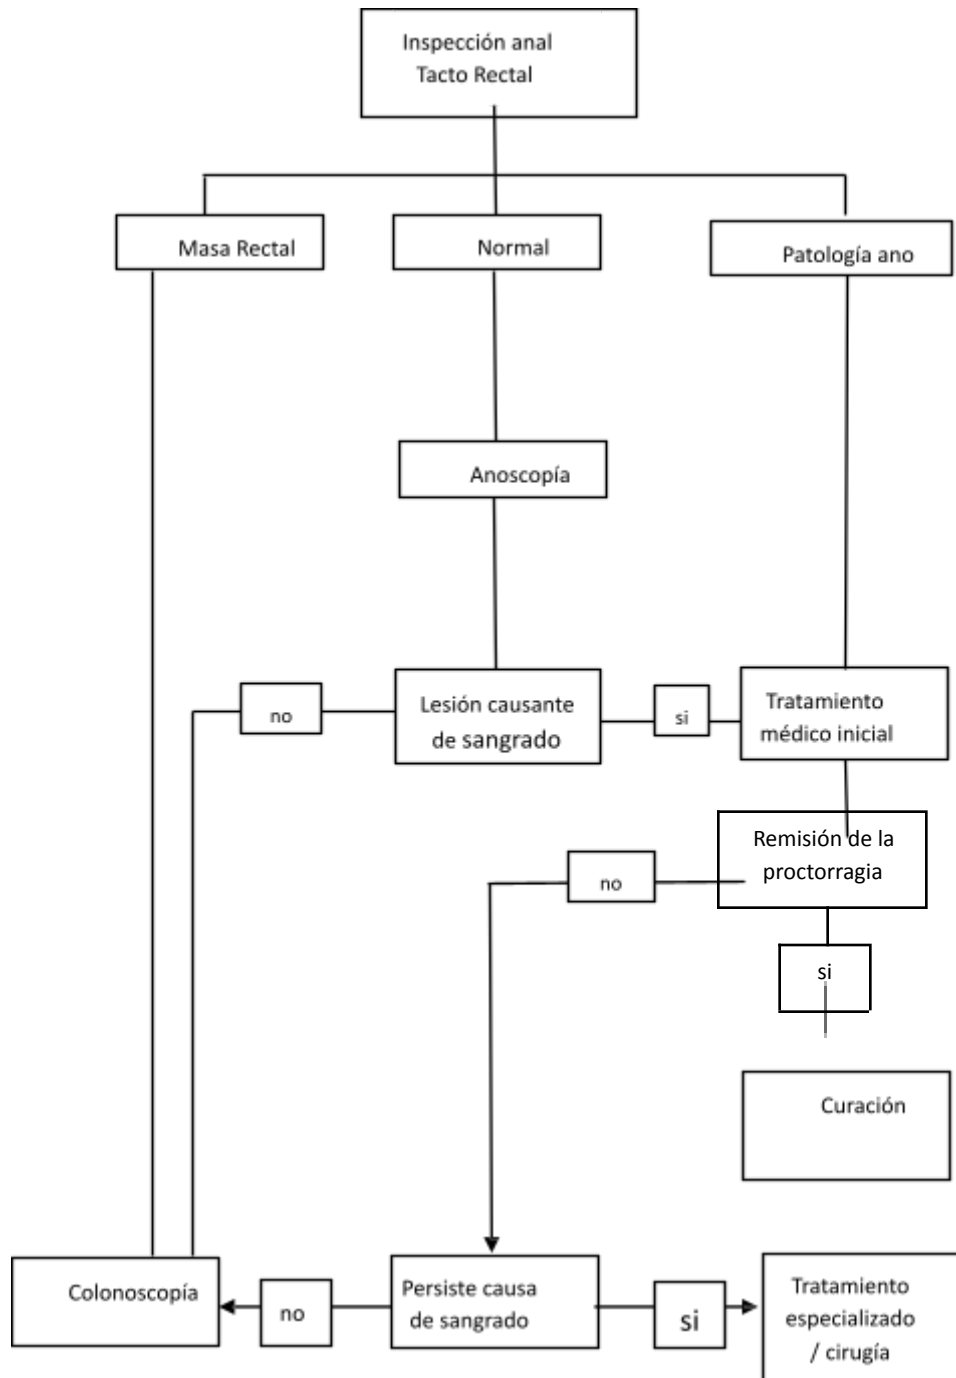 Inspección anal
Tacto Rectal
Masa Rectal
Normal
Patología ano
Anoscopía
no
Lesión causante
de sangrado
si
Tratamiento
médico inicial
Remisión de la
proctorragia
no
si
Curación
Colonoscopía
no
Persiste causa
de sangrado
si
Tratamiento
especializado
/ cirugía